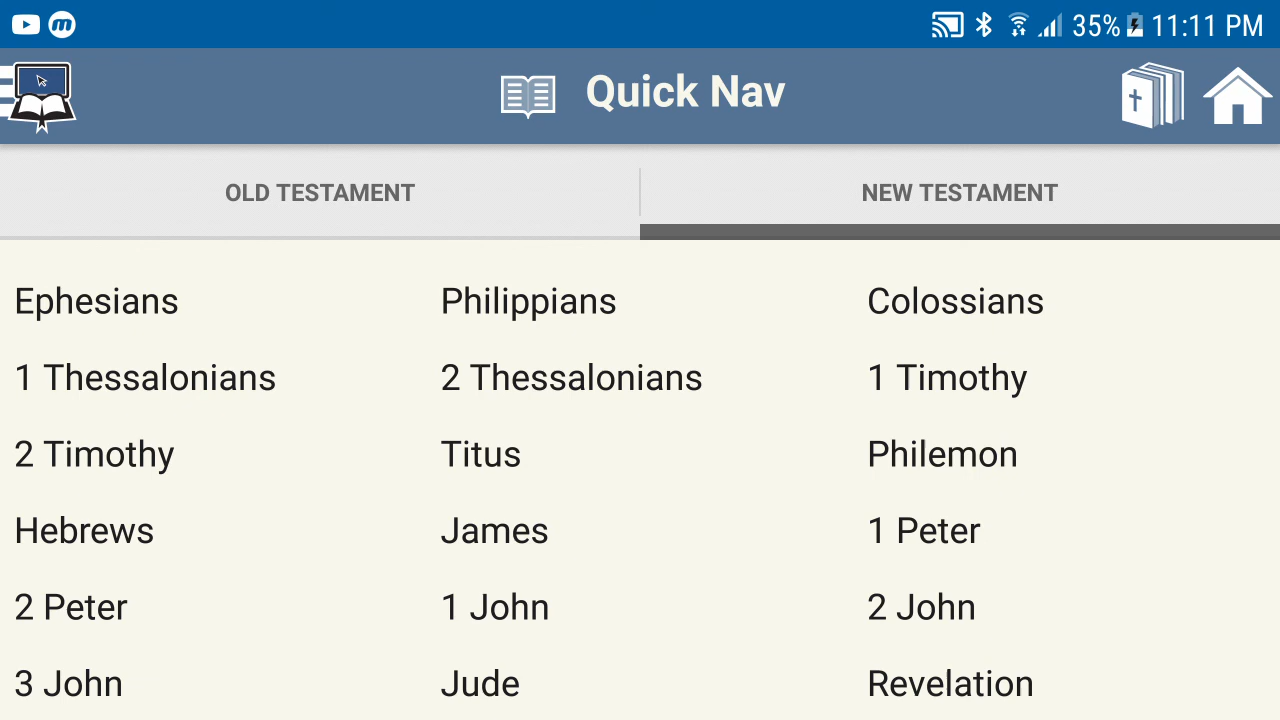 35% 11:11 PM
Quick Nav
OLD TESTAMENT NEW TESTAMENT
Ephesians Philippians Colossians
1 Thessalonians 2 Thessalonians 1 Timothy
2 Timothy Titus Philemon
Hebrews James 1 Peter
2 Peter 1 John 2 John
3 John Jude Revelation